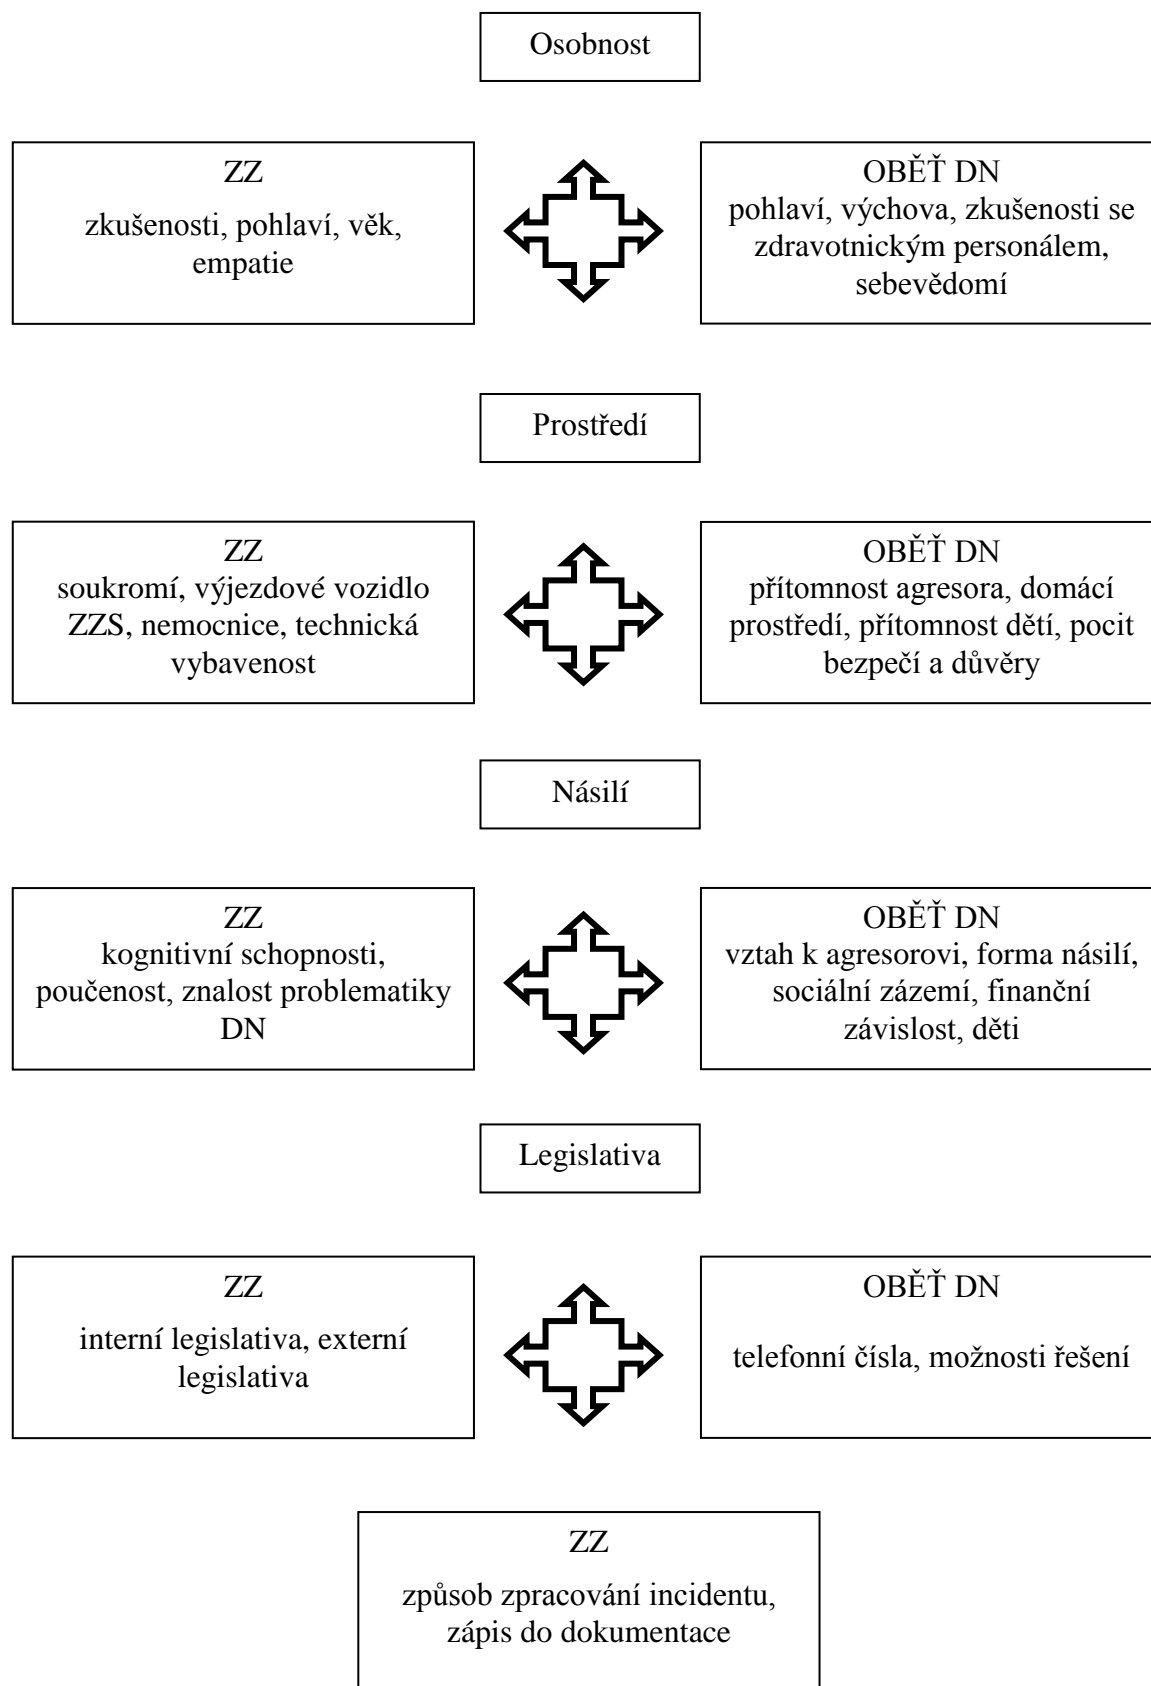 Osobnost
ZZ
zkušenosti, pohlaví, věk,
empatie
OBĚŤ DN
pohlaví, výchova, zkušenosti se
zdravotnickým personálem,
sebevědomí
Prostředí
ZZ
soukromí, výjezdové vozidlo
ZZS, nemocnice, technická
vybavenost
OBĚŤ DN
přítomnost agresora, domácí
prostředí, přítomnost dětí, pocit
bezpečí a důvěry
Násilí
ZZ
kognitivní schopnosti,
poučenost, znalost problematiky
DN
OBĚŤ DN
vztah k agresorovi, forma násilí,
sociální zázemí, finanční
závislost, děti
Legislativa
ZZ
interní legislativa, externí
legislativa
OBĚŤ DN
telefonní čísla, možnosti řešení
ZZ
způsob zpracování incidentu,
zápis do dokumentace